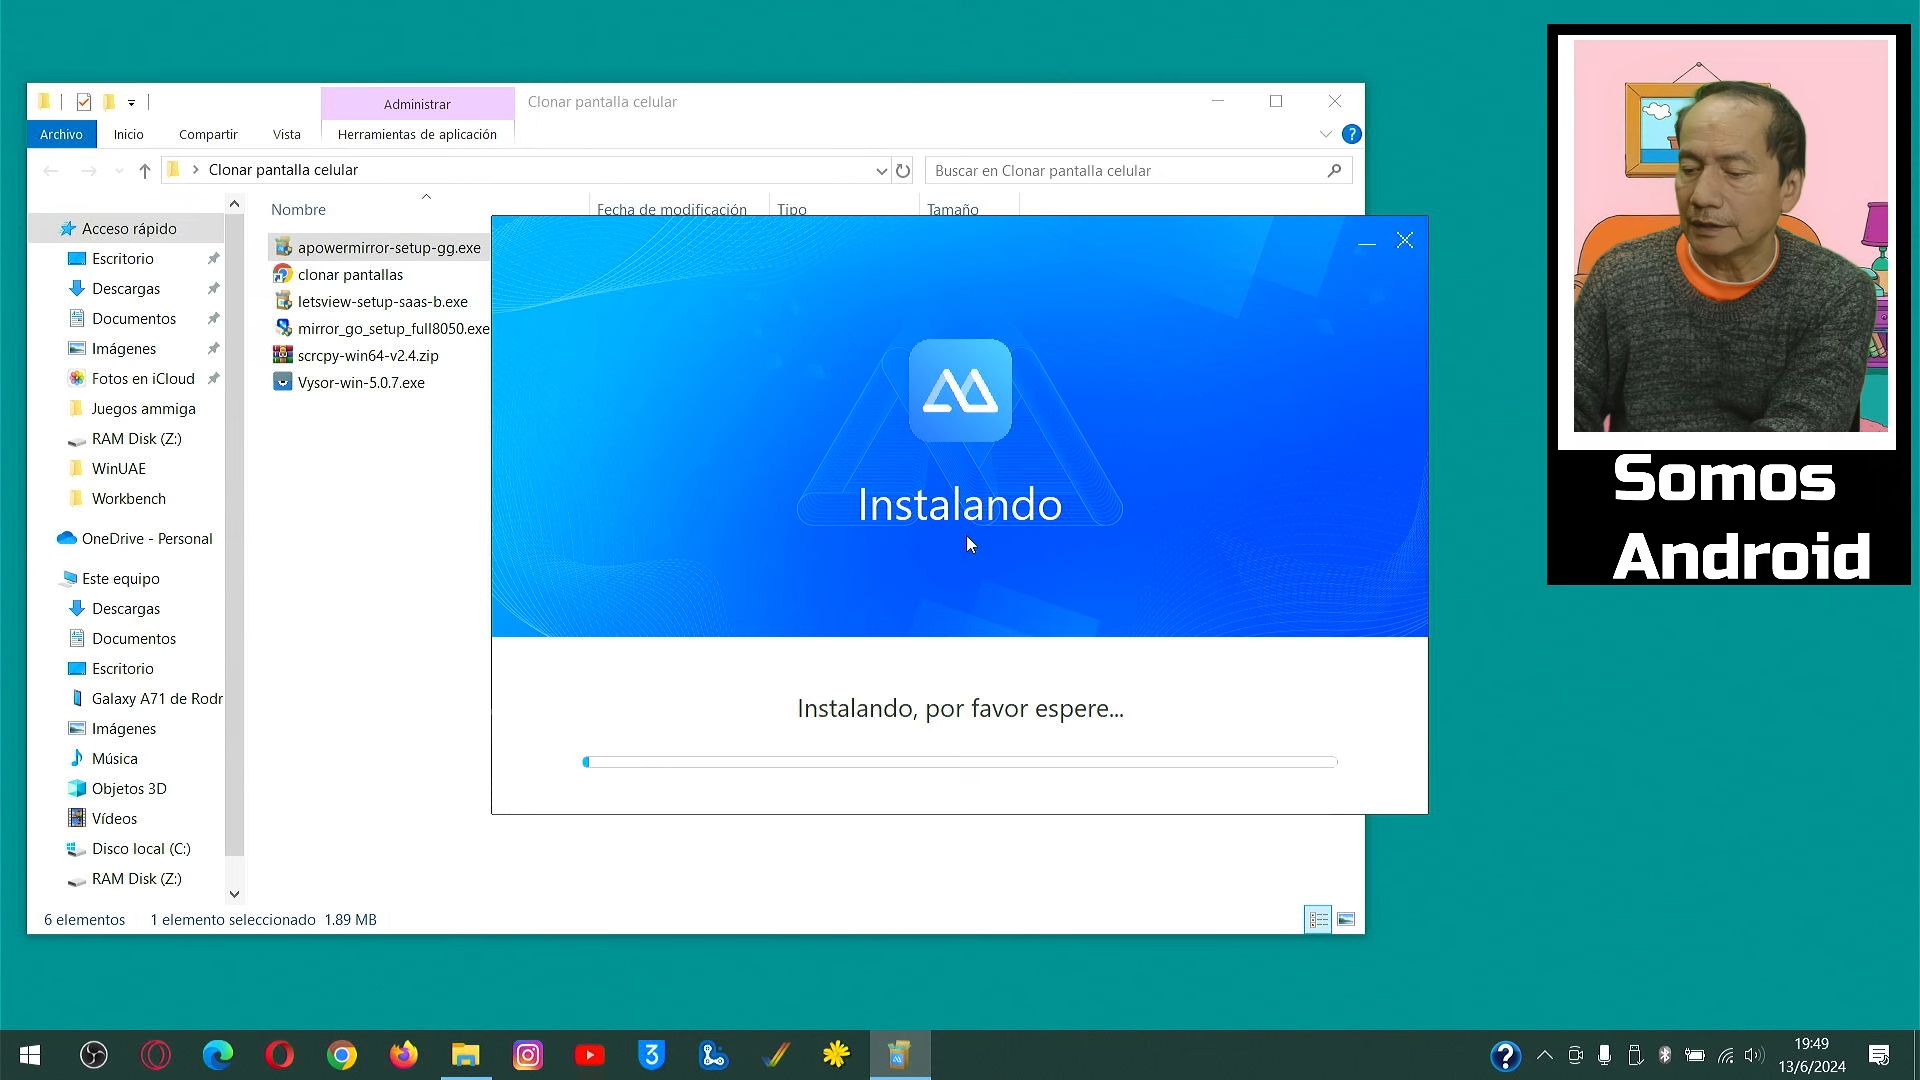 Administrar
Clonar pantalla celular
Archivo
Inicio
Compartir
Vista
Herramientas de aplicación
?
Clonar pantalla celular
Buscar en Clonar pantalla celular
Nombre
Fecha de modificación
Tipo
Tamaño
Acceso rápido
Escritorio
Descargas
Documentos
Imágenes
Fotos en iCloud
Juegos ammiga
RAM Disk (Z:)
WinUAE
Workbench
OneDrive - Personal
Este equipo
Descargas
Documentos
Escritorio
Galaxy A71 de Rodr
Imágenes
Música
Objetos 3D
Vídeos
Disco local (C:)
RAM Disk (Z:)
apowermirror-setup-gg.exe
clonar pantallas
letsview-setup-saas-b.exe
mirror_go_setup_full8050.exe
scrcpy-win64-v2.4.zip
Vysor-win-5.0.7.exe
Instalando
Instalando, por favor espere...
6 elementos
1 elemento seleccionado 1.89 MB
Somos
Android
3
?
19:49
13/6/2024